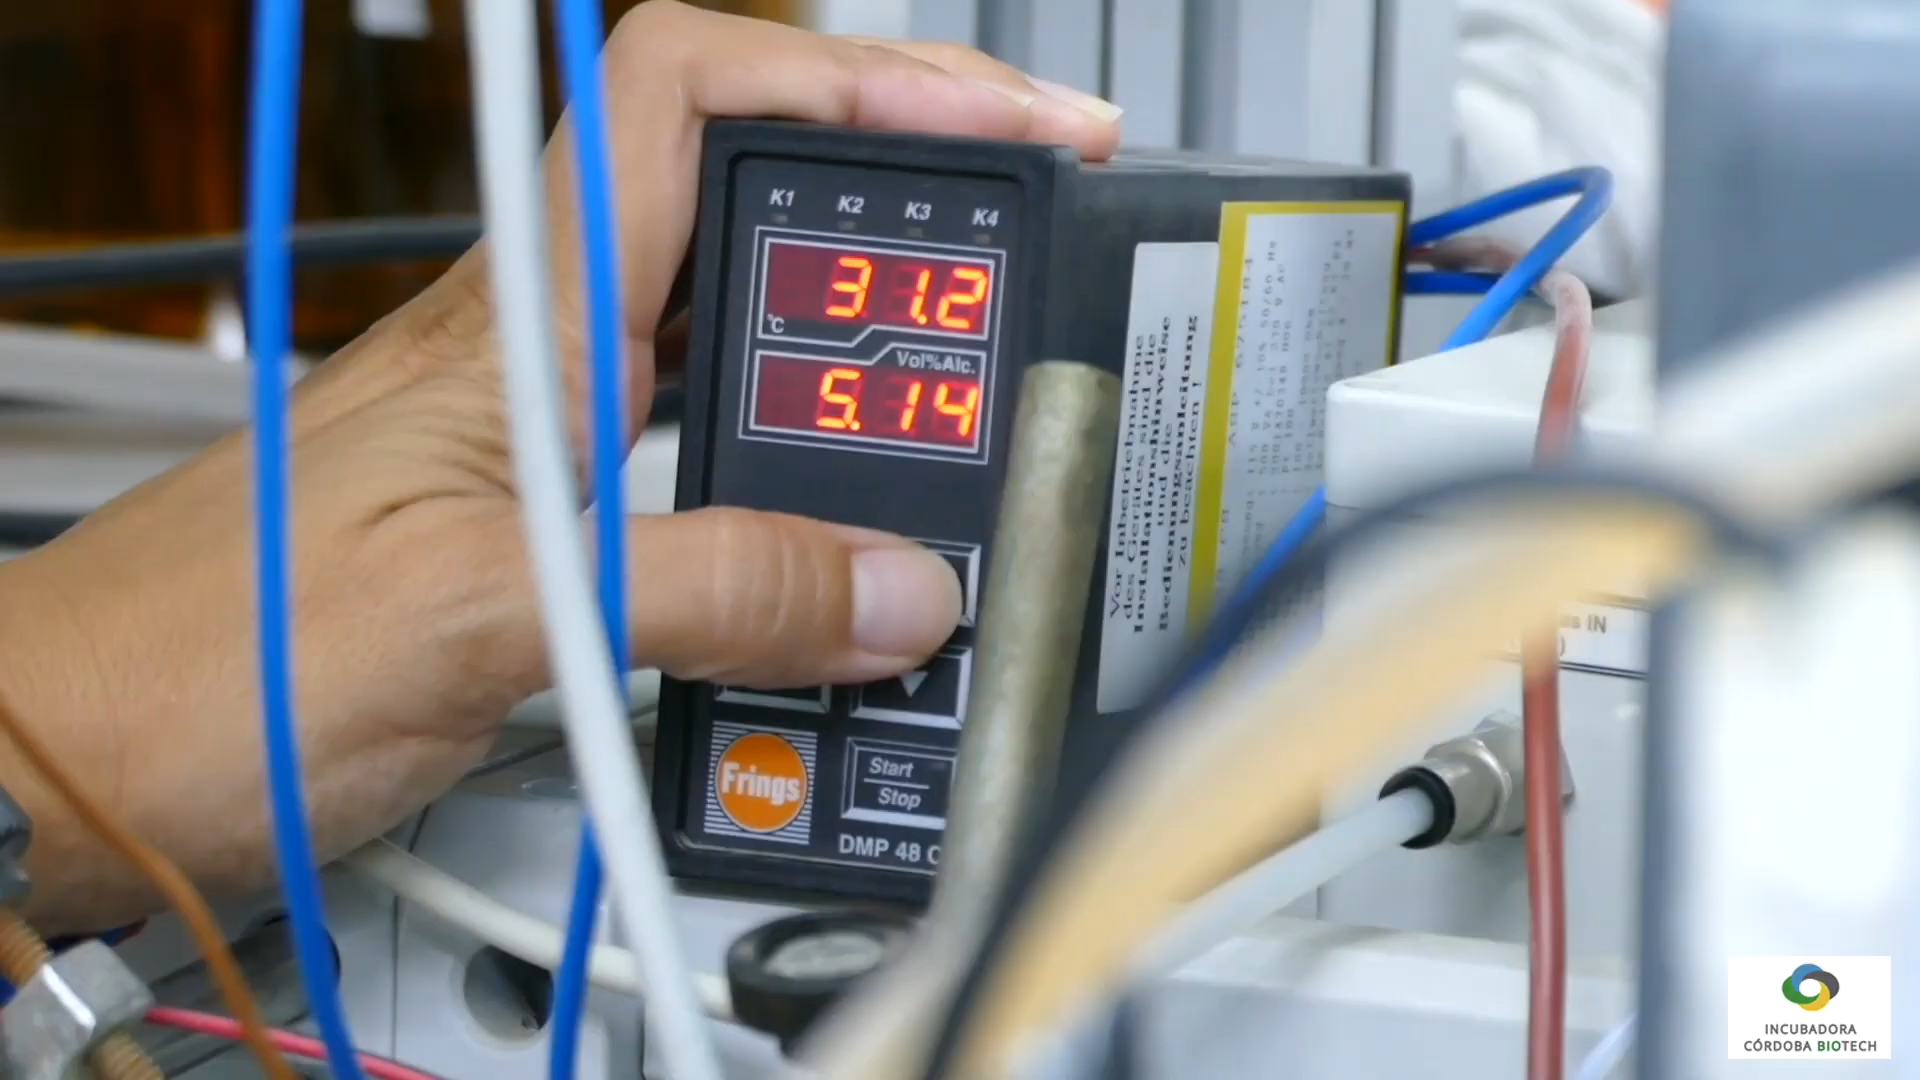 K1 K2 K3 K4
31.2
°C
Vol%Alc.
5.14
Frings
Start
Stop
DMP 48 C
Vor Inbetriebnahme
des Gerätes sind die
Installationshinweise
und die
Bedienungsanleitung
zu beachten !
IN
INCUBADORA
CÓRDOBA BIOTECH